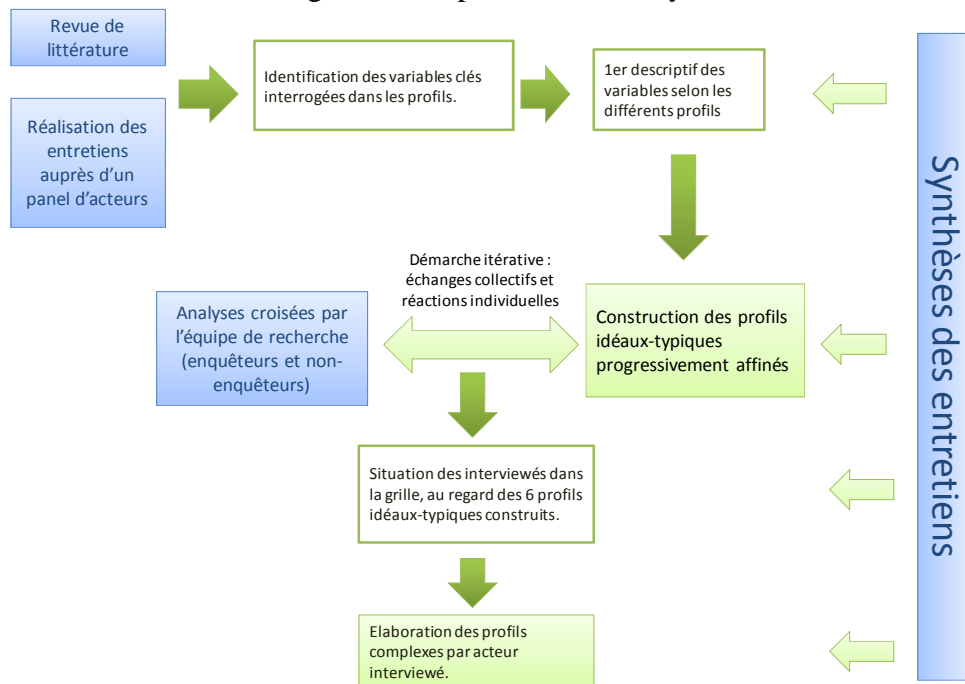 Revue de
littérature
Identification des variables clés
interrogées dans les profils.
1er descriptif des
variables selon les
différents profils
Réalisation des
entretiens
auprès d'un
panel d'acteurs
Synthèses des entretiens
Démarche itérative :
échanges collectifs et
réactions individuelles
Analyses croisées par
l'équipe de recherche
(enquêteurs et non-
enquêteurs)
Construction des profils
idéaux-typiques
progressivement affinés
Situation des interviewés dans
la grille, au regard des 6 profils
idéaux-typiques construits.
Elaboration des profils
complexes par acteur
interviewé.